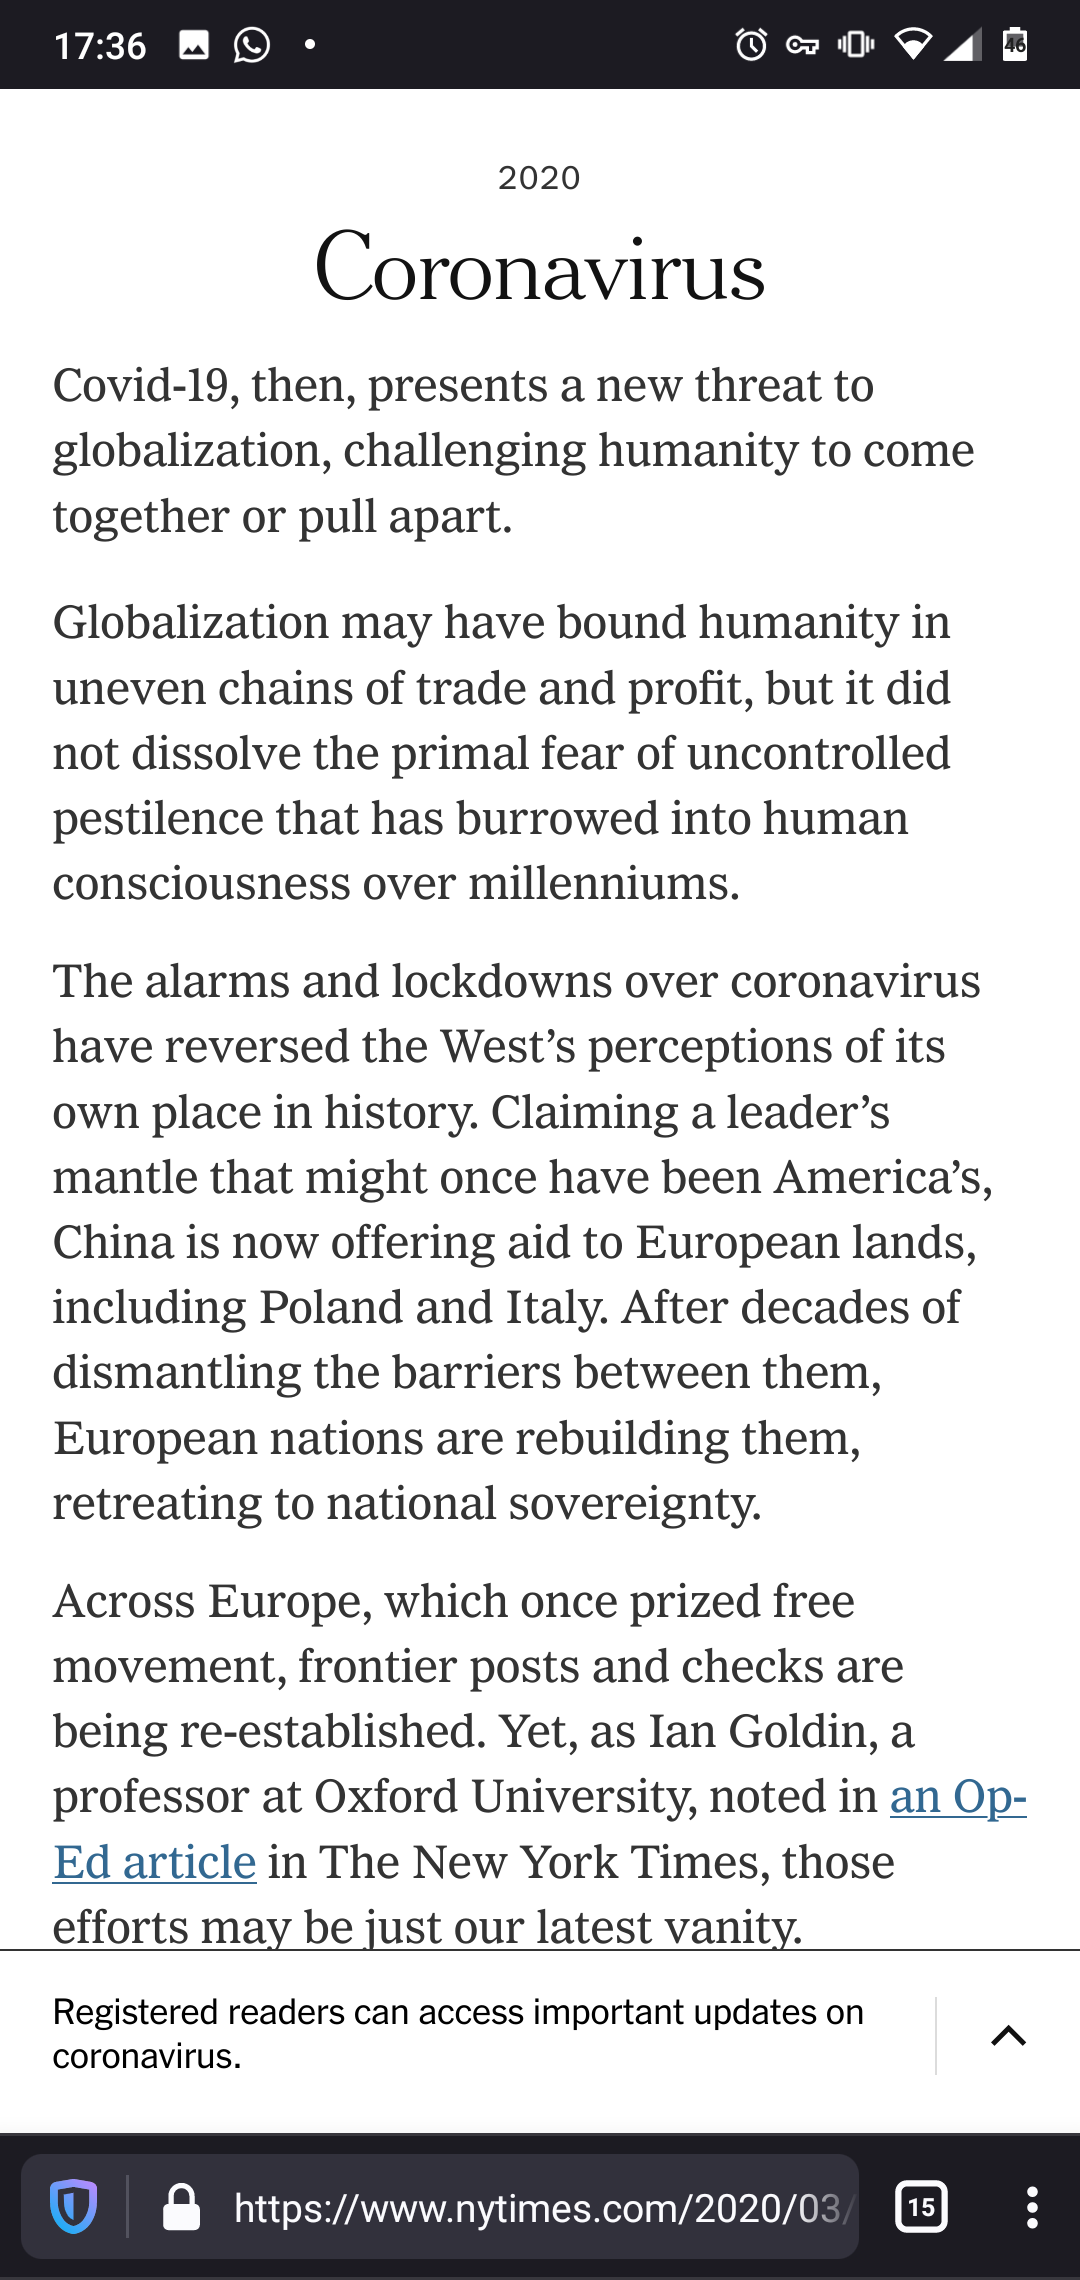 17:36
46
2020
Coronavirus
Covid-19, then, presents a new threat to
globalization, challenging humanity to come
together or pull apart.
Globalization may have bound humanity in
uneven chains of trade and profit, but it did
not dissolve the primal fear of uncontrolled
pestilence that has burrowed into human
consciousness over millenniums.
The alarms and lockdowns over coronavirus
have reversed the West’s perceptions of its
own place in history. Claiming a leader’s
mantle that might once have been America’s,
China is now offering aid to European lands,
including Poland and Italy. After decades of
dismantling the barriers between them,
European nations are rebuilding them,
retreating to national sovereignty.
Across Europe, which once prized free
movement, frontier posts and checks are
being re-established. Yet, as Ian Goldin, a
professor at Oxford University, noted in an Op-
Ed article in The New York Times, those
efforts may be just our latest vanity.
Registered readers can access important updates on
coronavirus.
https://www.nytimes.com/2020/03/
15